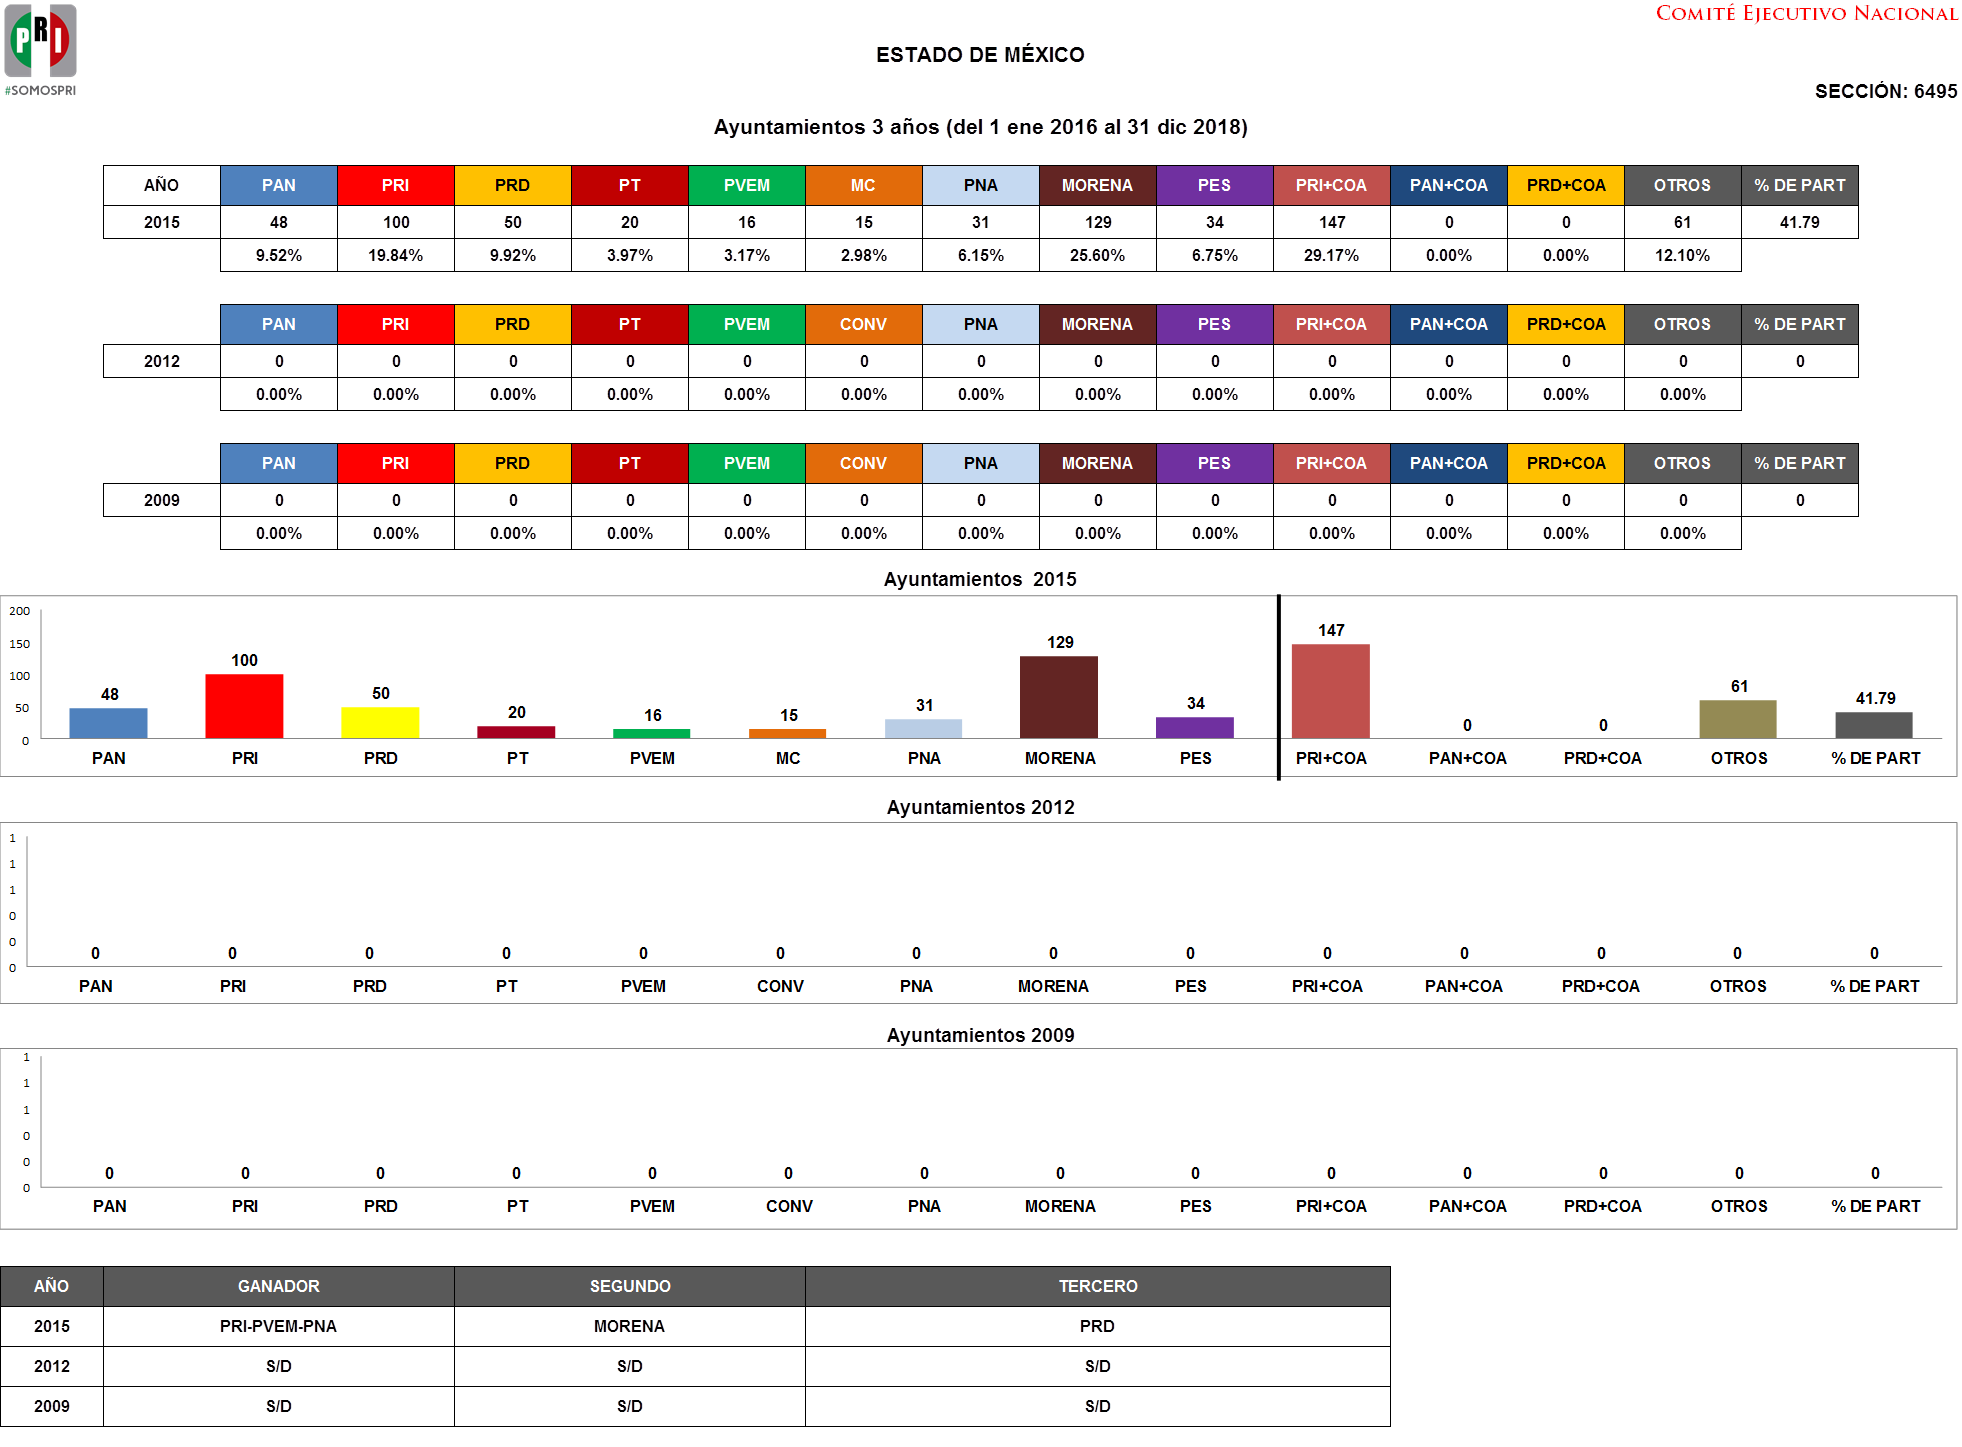 COMITÉ EJECUTIVO NACIONAL
PRI
#SOMOSPRI
ESTADO DE MÉXICO
SECCIÓN: 6495
Ayuntamientos 3 años (del 1 ene 2016 al 31 dic 2018)
AÑO PAN PRI PRD PT PVEM MC PNA MORENA PES PRI+COA PAN+COA PRD+COA OTROS % DE PART
2015 48 100 50 20 16 15 31 129 34 147 0 0 61 41.79
9.52% 19.84% 9.92% 3.97% 3.17% 2.98% 6.15% 25.60% 6.75% 29.17% 0.00% 0.00% 12.10%
PAN PRI PRD PT PVEM CONV PNA MORENA PES PRI+COA PAN+COA PRD+COA OTROS % DE PART
2012 0 0 0 0 0 0 0 0 0 0 0 0 0 0
0.00% 0.00% 0.00% 0.00% 0.00% 0.00% 0.00% 0.00% 0.00% 0.00% 0.00% 0.00% 0.00%
PAN PRI PRD PT PVEM CONV PNA MORENA PES PRI+COA PAN+COA PRD+COA OTROS % DE PART
2009 0 0 0 0 0 0 0 0 0 0 0 0 0 0
0.00% 0.00% 0.00% 0.00% 0.00% 0.00% 0.00% 0.00% 0.00% 0.00% 0.00% 0.00% 0.00%
Ayuntamientos 2015
200
150
100
50
0
48 100 50 20 16 15 31 129 34 147 0 0 61 41.79
PAN PRI PRD PT PVEM MC PNA MORENA PES PRI+COA PAN+COA PRD+COA OTROS % DE PART
Ayuntamientos 2012
1
1
1
0
0
0
0 0 0 0 0 0 0 0 0 0 0 0 0 0
PAN PRI PRD PT PVEM CONV PNA MORENA PES PRI+COA PAN+COA PRD+COA OTROS % DE PART
Ayuntamientos 2009
1
1
1
0
0
0
0 0 0 0 0 0 0 0 0 0 0 0 0 0
PAN PRI PRD PT PVEM CONV PNA MORENA PES PRI+COA PAN+COA PRD+COA OTROS % DE PART
AÑO GANADOR SEGUNDO TERCERO
2015 PRI-PVEM-PNA MORENA PRD
2012 S/D S/D S/D
2009 S/D S/D S/D